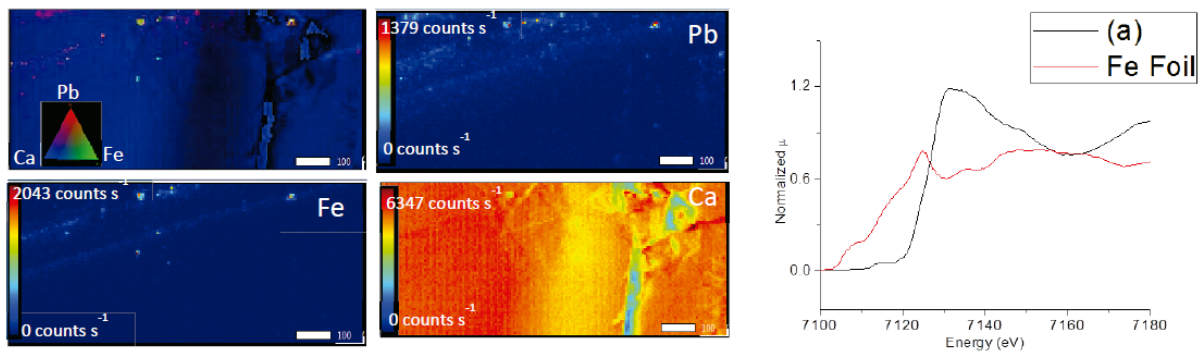 Pb
Ca
Fe
100
1379 counts s-1
Pb
0 counts s-1
100
2043 counts s-1
Fe
0 counts s-1
100
6347 counts s-1
Ca
0 counts s-1
100
(a)
Fe Foil
Normalized μ
1.2
0.6
0.0
7100
7120
7140
7160
7180
Energy (eV)